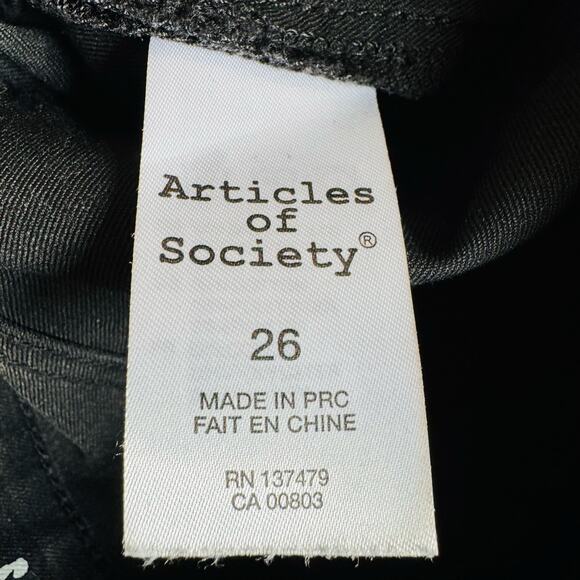 Articles
of
Society®
26
MADE IN PRC
FAIT EN CHINE
RN 137479
CA 00803